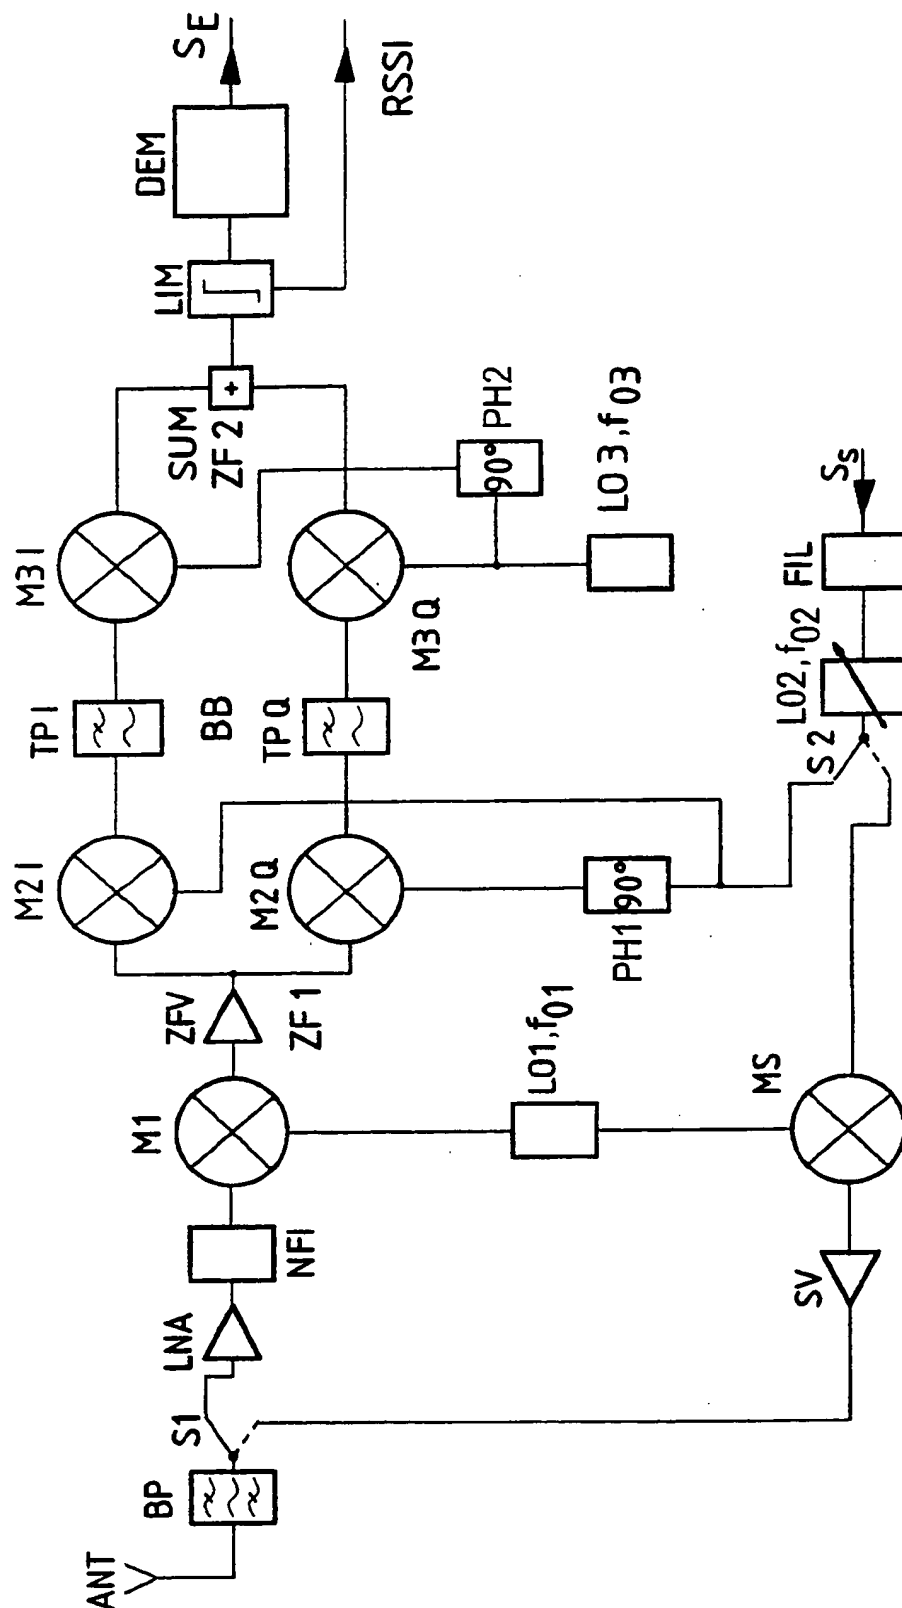 ANT
BP
S1
LNA
NFI
M1
ZFV
ZF1
M2I
M2Q
TPI
BB
TPQ
M3I
M3Q
SUM
ZF2
+
LIM
DEM
SE
RSSI
PH1
90°
90°
PH2
LO1,f01
LO3,f03
SV
MS
S2
LO2,f02
FIL
Ss